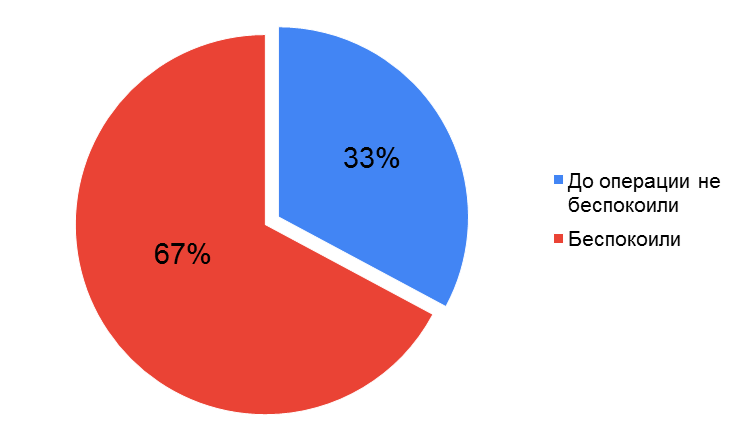 33%
67%
До операции не
беспокоили
Беспокоили